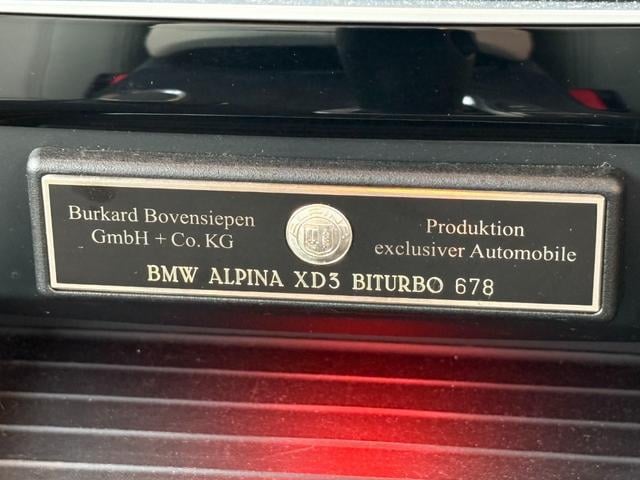 Burkard Bovensiepen
GmbH + Co. KG
Produktion
exclusiver Automobile
BMW ALPINA XD3 BITURBO 678